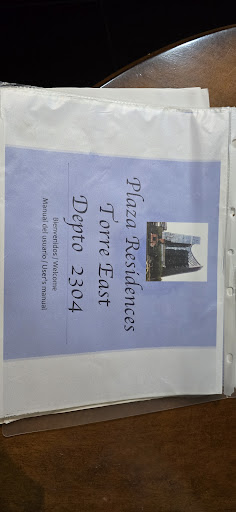 Plaza Residences
Torre East
Depto 2304
Bienvenidos | Welcome
Manual del usuario | User's manual